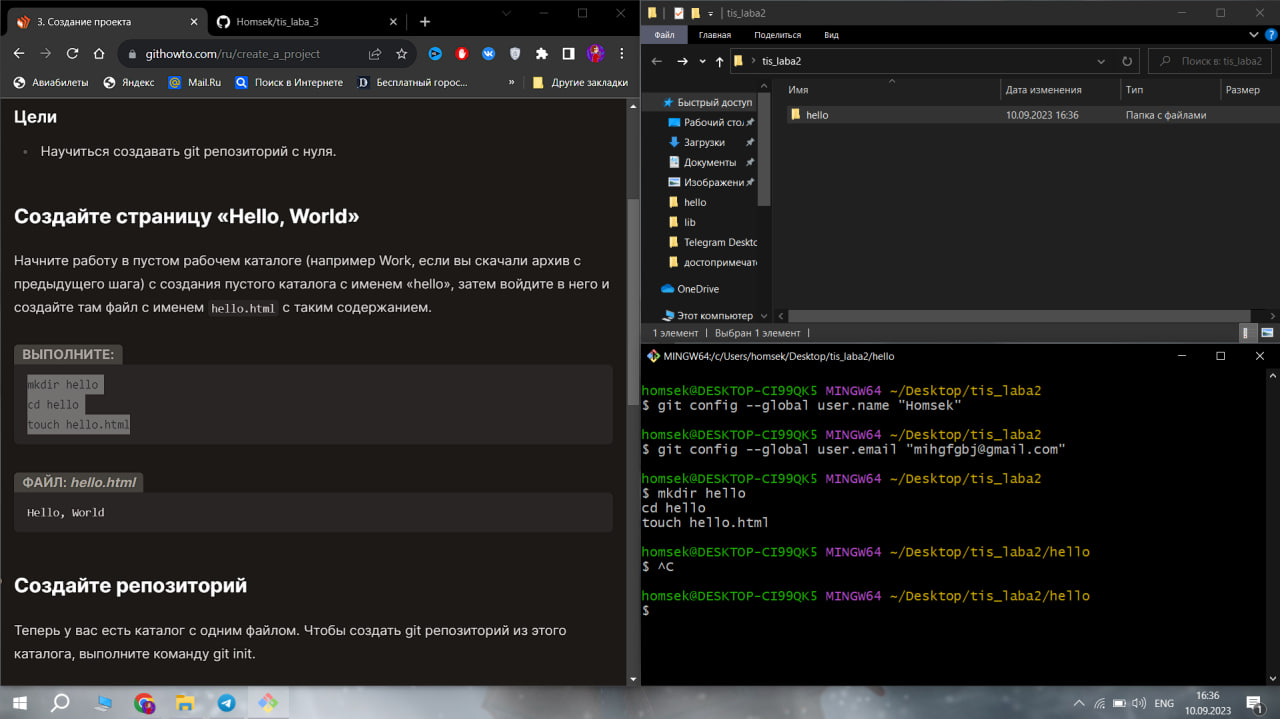 3. Создание проекта
Homsek/tis_laba_3
githowto.com/ru/create_a_project
Авиабилеты
Яндекс
Mail.Ru
Поиск в Интернете
Бесплатный горос...
»
Другие закладки
Цели
Научиться создавать git репозиторий с нуля.
Создайте страницу «Hello, World»
Начните работу в пустом рабочем каталоге (например Work, если вы скачали архив с
предыдущего шага) с создания пустого каталога с именем «hello», затем войдите в него и
создайте там файл с именем hello.html с таким содержанием.
ВЫПОЛНИТЕ:
mkdir hello
cd hello
touch hello.html
ФАЙЛ: hello.html
Hello, World
Создайте репозиторий
Теперь у вас есть каталог с одним файлом. Чтобы создать git репозиторий из этого
каталога, выполните команду git init.
tis_laba2
Файл Главная Поделиться Вид
tis_laba2
Поиск в: tis_laba2
Имя Дата изменения Тип Размер
hello 10.09.2023 16:36 Папка с файлами
Быстрый доступ
Рабочий стол
Загрузки
Документы
Изображени
hello
lib
Telegram Deskto
достопримечат
OneDrive
Этот компьютер
1 элемент Выбран 1 элемент
MINGW64:/c/Users/homsek/Desktop/tis_laba2/hello
homsek@DESKTOP-CI99QK5 MINGW64 ~/Desktop/tis_laba2
$ git config --global user.name "Homsek"
homsek@DESKTOP-CI99QK5 MINGW64 ~/Desktop/tis_laba2
$ git config --global user.email "mihgfgbj@gmail.com"
homsek@DESKTOP-CI99QK5 MINGW64 ~/Desktop/tis_laba2
$ mkdir hello
cd hello
touch hello.html
homsek@DESKTOP-CI99QK5 MINGW64 ~/Desktop/tis_laba2/hello
$ ^C
homsek@DESKTOP-CI99QK5 MINGW64 ~/Desktop/tis_laba2/hello
$
ENG
16:36
10.09.2023
1